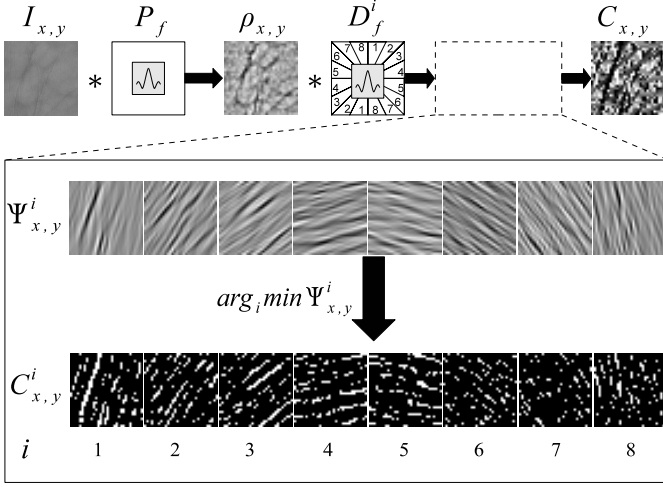 I x, y P f ρ x, y D f i C x, y
* *
7 8 1 2
6 3
5 4
4 5
3 6
2 1 8 7
Ψ i x, y
arg i min Ψ i x, y
C i x, y
i 1 2 3 4 5 6 7 8